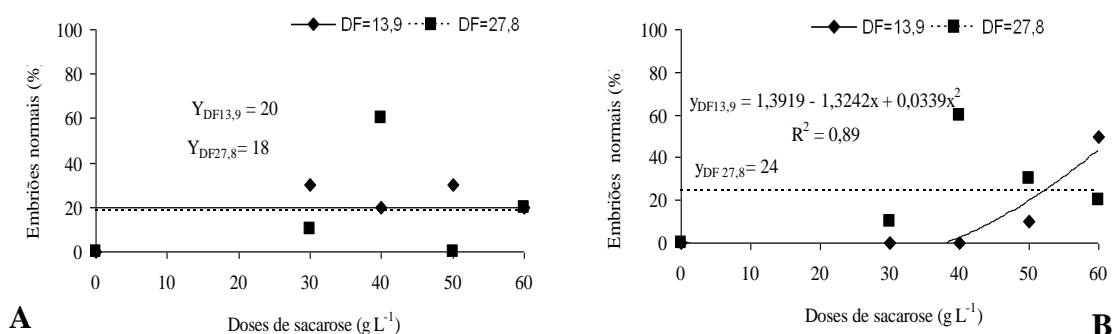 DF=13,9 DF=27,8
100
80
60
40
20
0
Embriões normais (%)
Y_DF13,9 = 20
Y_DF27,8 = 18
0 10 20 30 40 50 60
Doses de sacarose (g L⁻¹)
A
DF=13,9 DF=27,8
100
80
60
40
20
0
Embriões normais (%)
y_DF13,9 = 1,3919 - 1,3242x + 0,0339x²
R² = 0,89
y_DF 27,8 = 24
0 10 20 30 40 50 60
Doses de sacarose (g L⁻¹)
B